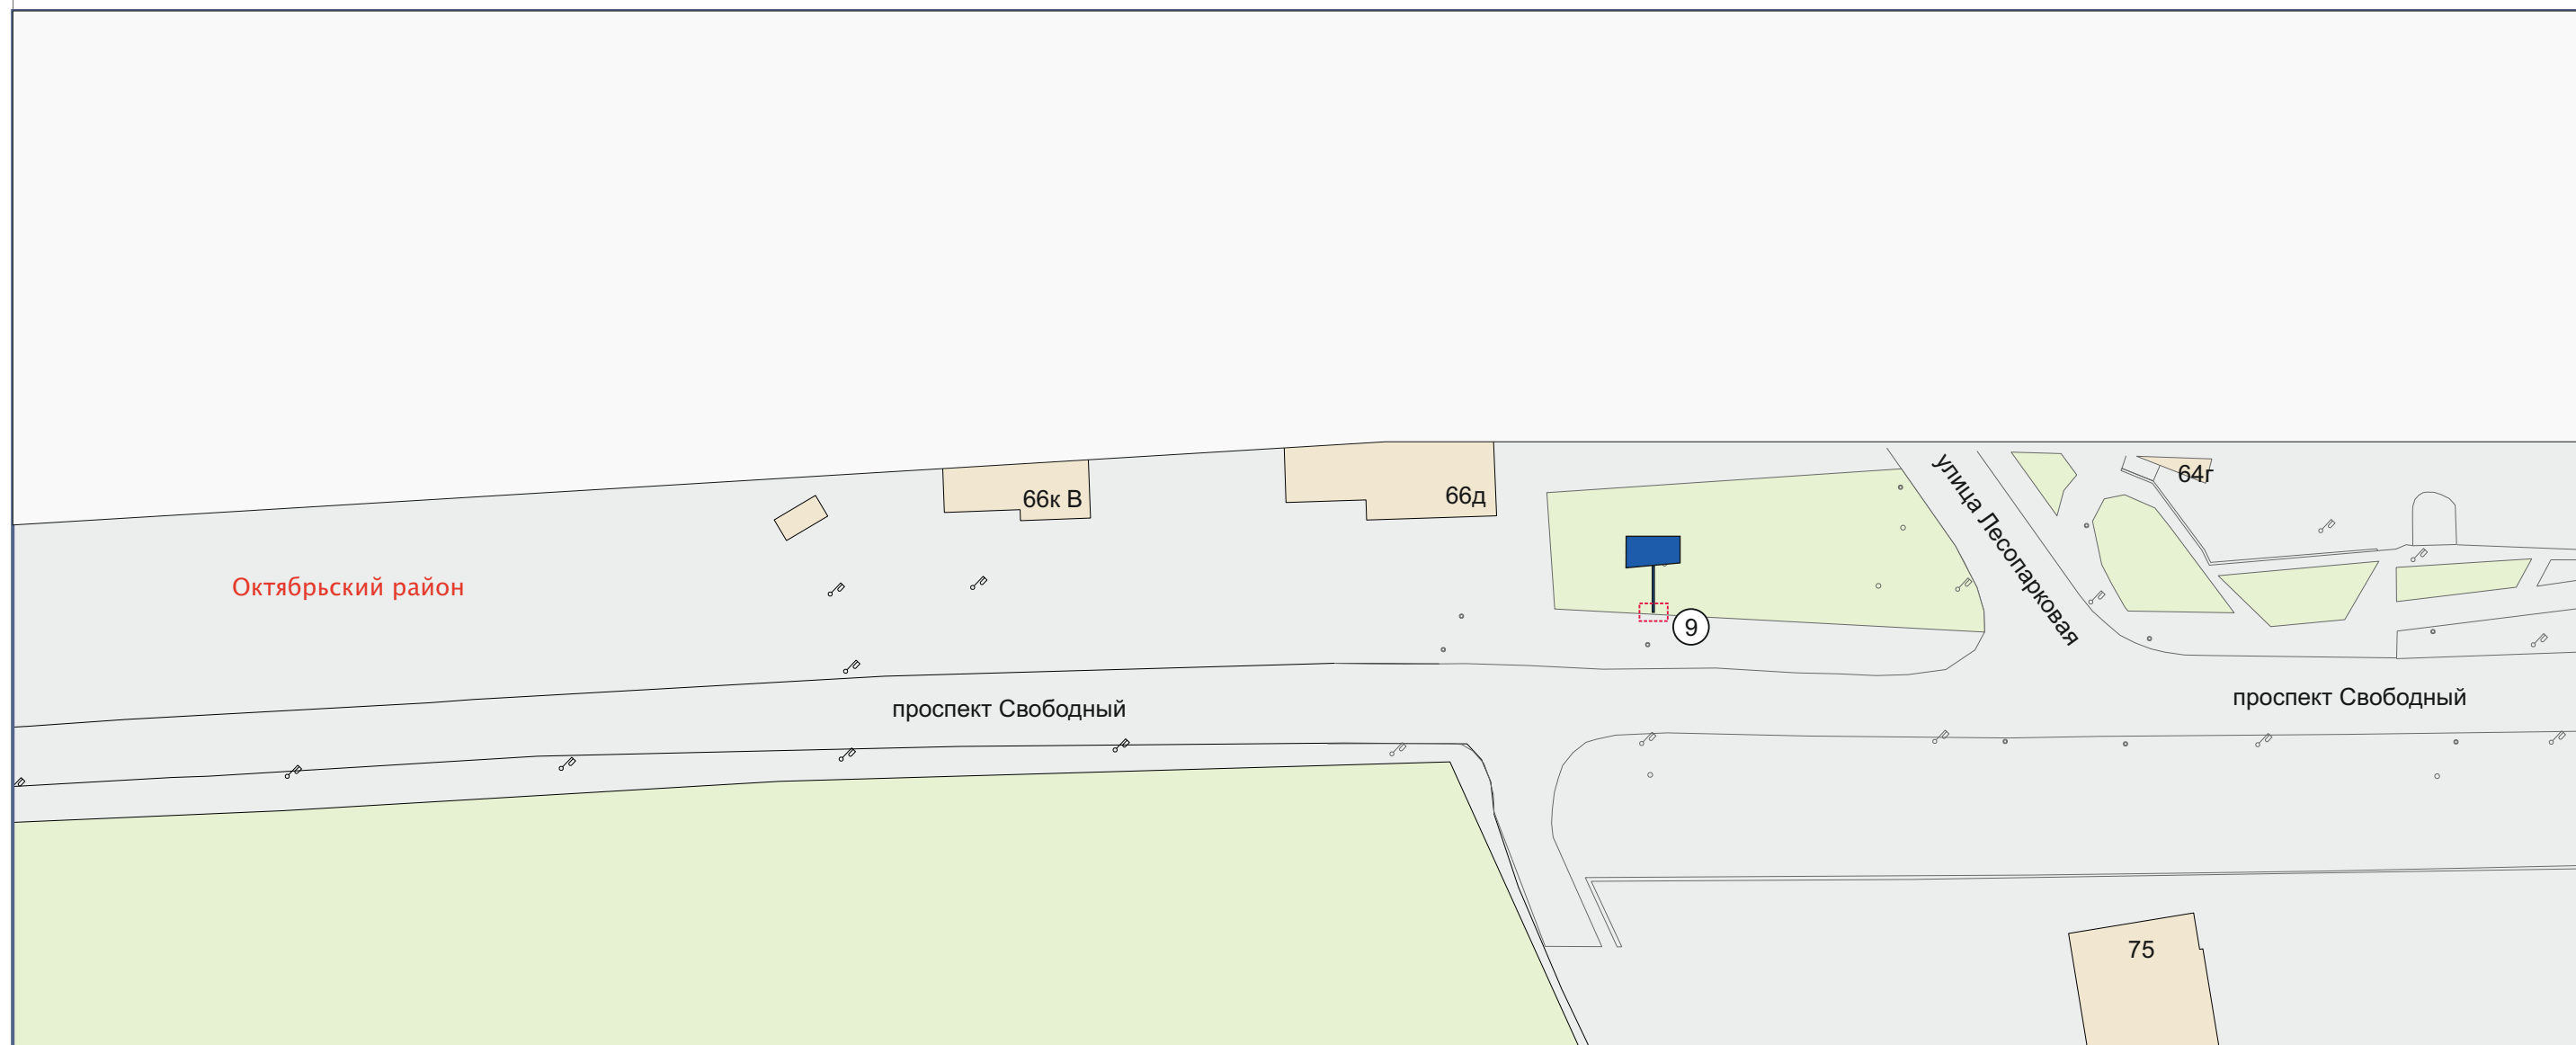 улица Лесопарковая
64г
66к В
66д
Октябрьский район
9
проспект Свободный
проспект Свободный
75